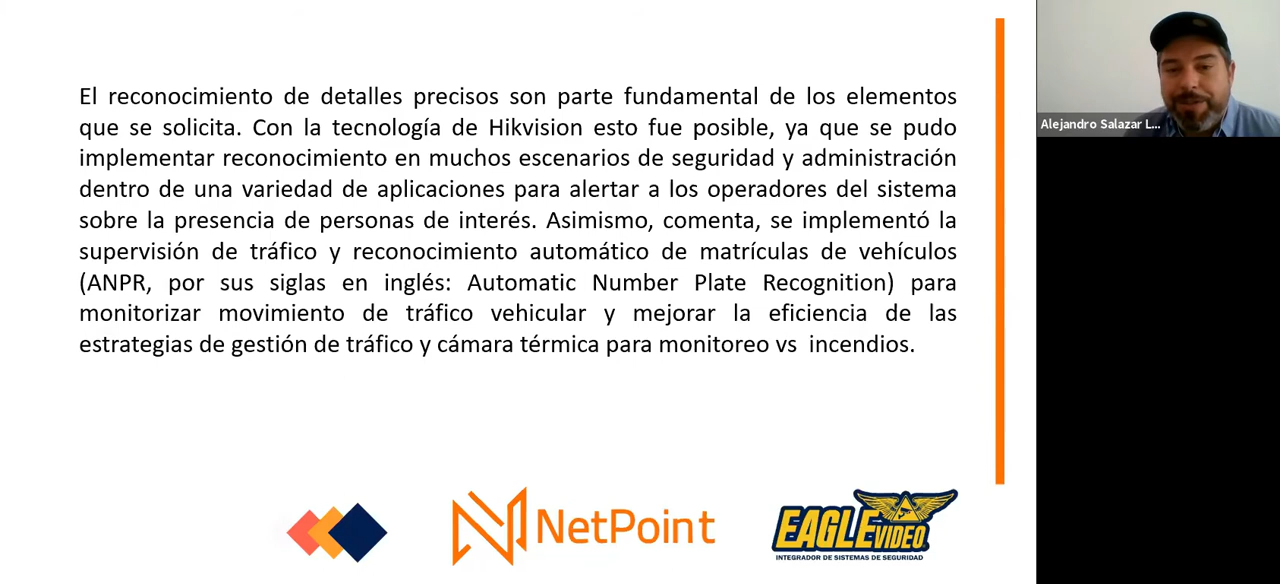 El reconocimiento de detalles precisos son parte fundamental de los elementos
que se solicita. Con la tecnología de Hikvision esto fue posible, ya que se pudo
implementar reconocimiento en muchos escenarios de seguridad y administración
dentro de una variedad de aplicaciones para alertar a los operadores del sistema
sobre la presencia de personas de interés. Asimismo, comenta, se implementó la
supervisión de tráfico y reconocimiento automático de matrículas de vehículos
(ANPR, por sus siglas en inglés: Automatic Number Plate Recognition) para
monitorizar movimiento de tráfico vehicular y mejorar la eficiencia de las
estrategias de gestión de tráfico y cámara térmica para monitoreo vs incendios.
Alejandro Salazar L...
NetPoint
EAGLE VIDEO
INTEGRADOR DE SISTEMAS DE SEGURIDAD